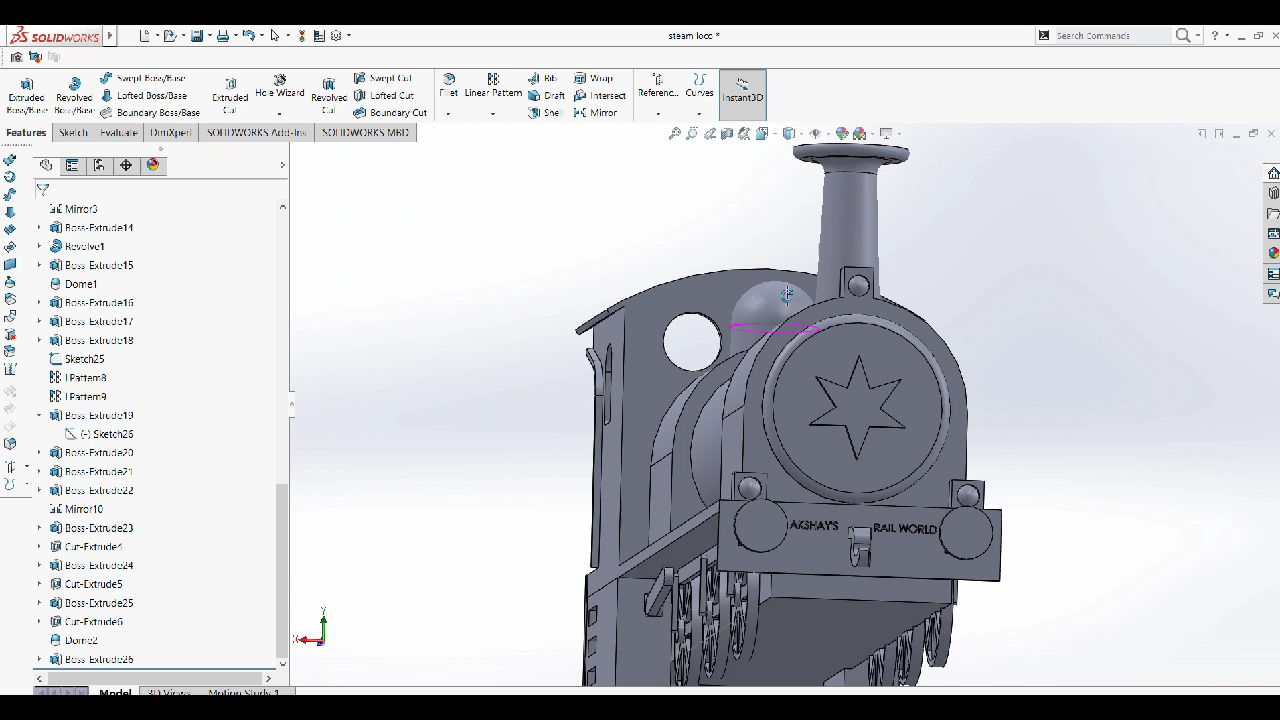 SOLIDWORKS
steam loco *
Search Commands
Extruded Boss/Base
Revolved Boss/Base
Swept Boss/Base
Lofted Boss/Base
Boundary Boss/Base
Extruded Cut
Hole Wizard
Revolved Cut
Swept Cut
Lofted Cut
Boundary Cut
Fillet
Linear Pattern
Rib
Draft
Shell
Wrap
Intersect
Mirror
Referenc...
Curves
Instant3D
Features
Sketch
Evaluate
DimXpert
SOLIDWORKS Add-Ins
SOLIDWORKS MBD
Mirror3
Boss-Extrude14
Revolve1
Boss-Extrude15
Dome1
Boss-Extrude16
Boss-Extrude17
Boss-Extrude18
Sketch25
LPattern8
LPattern9
Boss-Extrude19
(-) Sketch26
Boss-Extrude20
Boss-Extrude21
Boss-Extrude22
Mirror10
Boss-Extrude23
Cut-Extrude4
Boss-Extrude24
Cut-Extrude5
Boss-Extrude25
Cut-Extrude6
Dome2
Boss-Extrude26
AKSHAY'S RAIL WORLD
Y
X
Model
3D Views
Motion Study 1